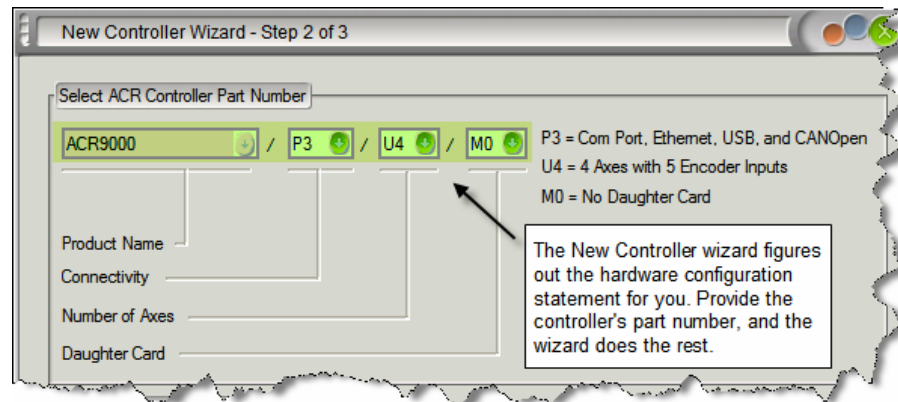 New Controller Wizard - Step 2 of 3
Select ACR Controller Part Number
ACR9000 / P3 / U4 / M0
P3 = Com Port, Ethernet, USB, and CANOpen
U4 = 4 Axes with 5 Encoder Inputs
M0 = No Daughter Card
Product Name
Connectivity
Number of Axes
Daughter Card
The New Controller wizard figures
out the hardware configuration
statement for you. Provide the
controller's part number, and the
wizard does the rest.